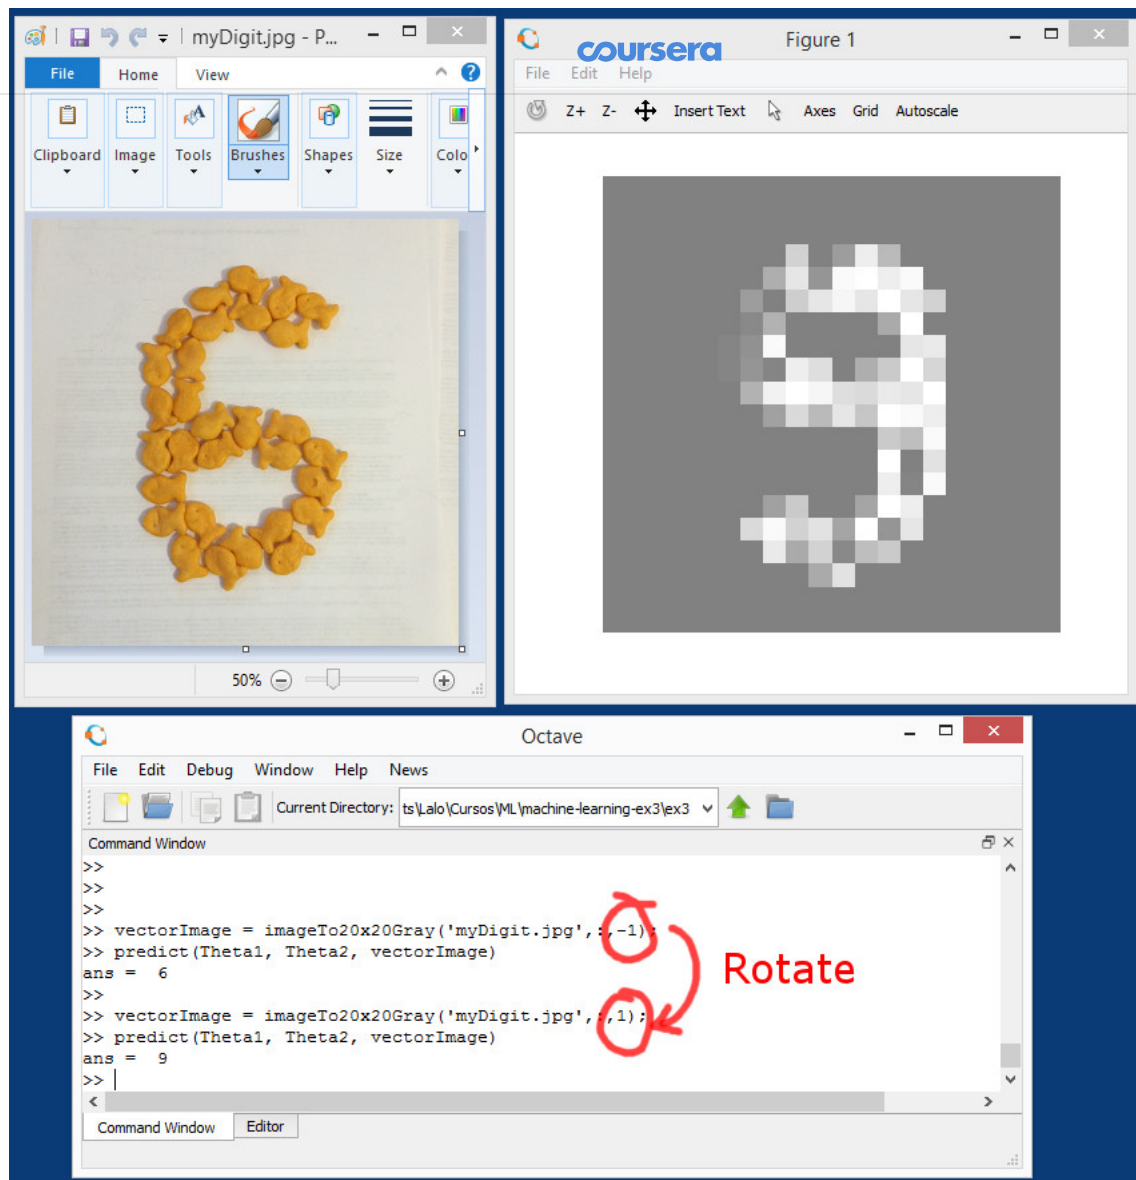 myDigit.jpg - P...
File Home View
Clipboard Image Tools Brushes Shapes Size Colo
50%
coursera
Figure 1
File Edit Help
Z+ Z- Insert Text Axes Grid Autoscale
Octave
File Edit Debug Window Help News
Current Directory: ts\Lalo\Cursos\ML\machine-learning-ex3\ex3
Command Window
>>
>>
>>
>> vectorImage = imageTo20x20Gray('myDigit.jpg',:,-1);
>> predict(Theta1, Theta2, vectorImage)
ans = 6
>>
>> vectorImage = imageTo20x20Gray('myDigit.jpg',:,1);
>> predict(Theta1, Theta2, vectorImage)
ans = 9
>>
Rotate
Command Window Editor